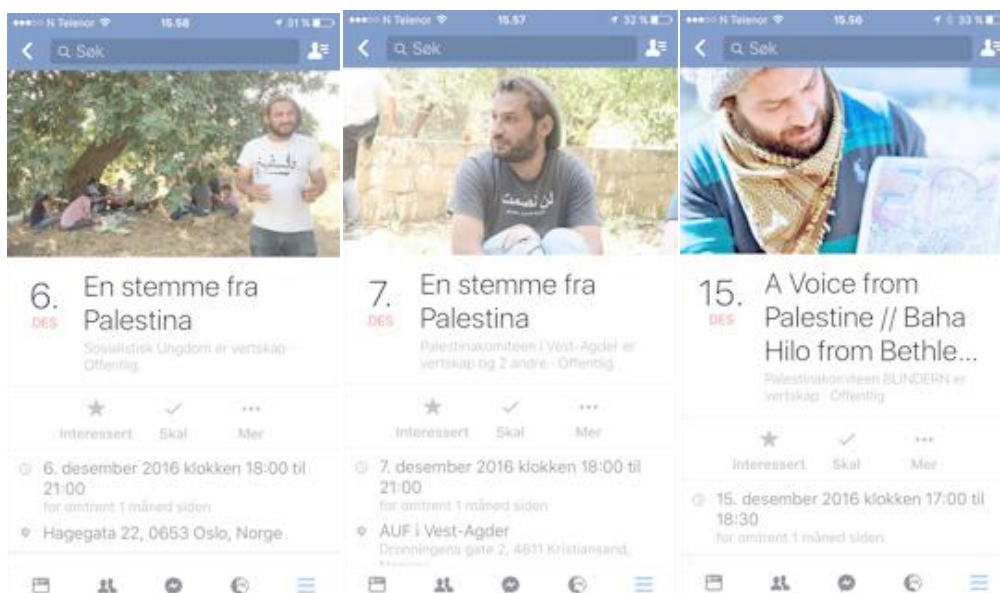 N Telenor 15.58 31 %
Søk
فلسطين
6.
DES
En stemme fra
Palestina
Sosialistisk Ungdom er vertskap ·
Offentlig
Interessert Skal Mer
6. desember 2016 klokken 18:00 til
21:00
for omtrent 1 måned siden
Hagegata 22, 0653 Oslo, Norge
N Telenor 15.57 32 %
Søk
لن نصمت
7.
DES
En stemme fra
Palestina
Palestinakomiteen i Vest-Agder er
vertskap og 2 andre · Offentlig
Interessert Skal Mer
7. desember 2016 klokken 18:00 til
21:00
for omtrent 1 måned siden
AUF i Vest-Agder
Dronningens gate 2, 4611 Kristiansand,
N Telenor 15.56 33 %
Søk
15.
DES
A Voice from
Palestine // Baha
Hilo from Bethle...
Palestinakomiteen BLINDERN er
vertskap · Offentlig
Interessert Skal Mer
15. desember 2016 klokken 17:00 til
18:30
for omtrent 1 måned siden